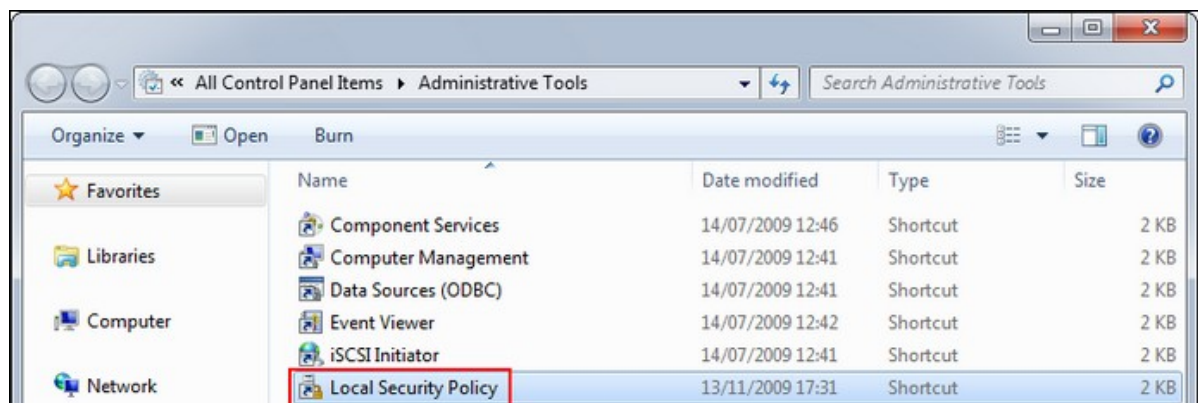 « All Control Panel Items ▸ Administrative Tools Search Administrative Tools
Organize Open Burn
Name Date modified Type Size
Favorites
Component Services 14/07/2009 12:46 Shortcut 2 KB
Libraries Computer Management 14/07/2009 12:41 Shortcut 2 KB
Data Sources (ODBC) 14/07/2009 12:41 Shortcut 2 KB
Computer Event Viewer 14/07/2009 12:42 Shortcut 2 KB
iSCSI Initiator 14/07/2009 12:41 Shortcut 2 KB
Network Local Security Policy 13/11/2009 17:31 Shortcut 2 KB